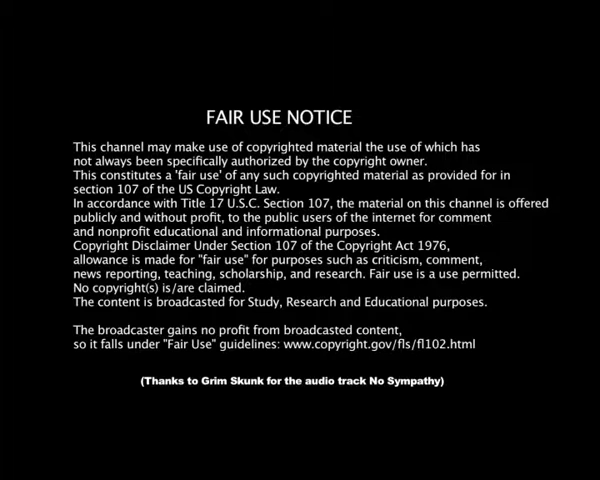 FAIR USE NOTICE
This channel may make use of copyrighted material the use of which has
not always been specifically authorized by the copyright owner.
This constitutes a 'fair use' of any such copyrighted material as provided for in
section 107 of the US Copyright Law.
In accordance with Title 17 U.S.C. Section 107, the material on this channel is offered
publicly and without profit, to the public users of the internet for comment
and nonprofit educational and informational purposes.
Copyright Disclaimer Under Section 107 of the Copyright Act 1976,
allowance is made for "fair use" for purposes such as criticism, comment,
news reporting, teaching, scholarship, and research. Fair use is a use permitted.
No copyright(s) is/are claimed.
The content is broadcasted for Study, Research and Educational purposes.
The broadcaster gains no profit from broadcasted content,
so it falls under "Fair Use" guidelines: www.copyright.gov/fls/fl102.html
(Thanks to Grim Skunk for the audio track No Sympathy)